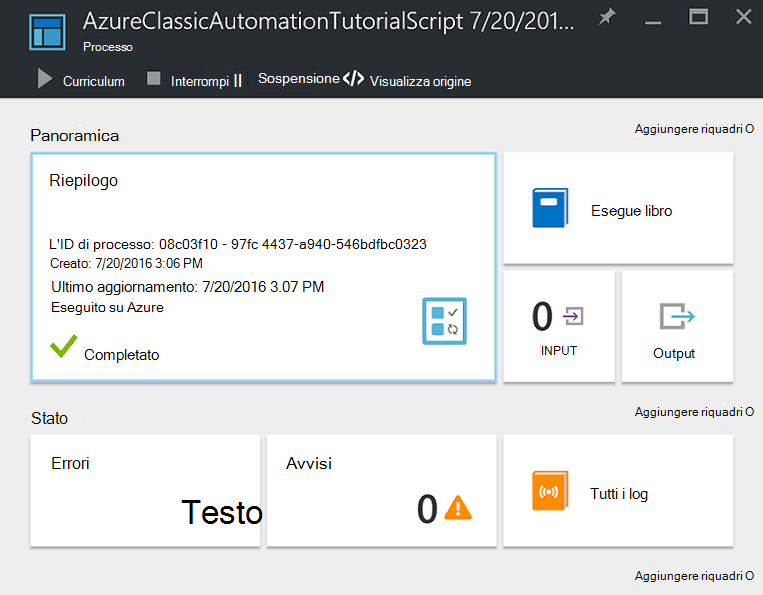 AzureClassicAutomationTutorialScript 7/20/201...
Processo
Curriculum Interrompi Sospensione Visualizza origine
Aggiungere riquadri O
Panoramica
Riepilogo
L'ID di processo: 08c03f10 - 97fc 4437-a940-546bdfbc0323
Creato: 7/20/2016 3:06 PM
Ultimo aggiornamento: 7/20/2016 3.07 PM
Eseguito su Azure
Completato
Esegue libro
0
INPUT
Output
Aggiungere riquadri O
Stato
Errori
Testo
Avvisi
0
Tutti i log
Aggiungere riquadri O